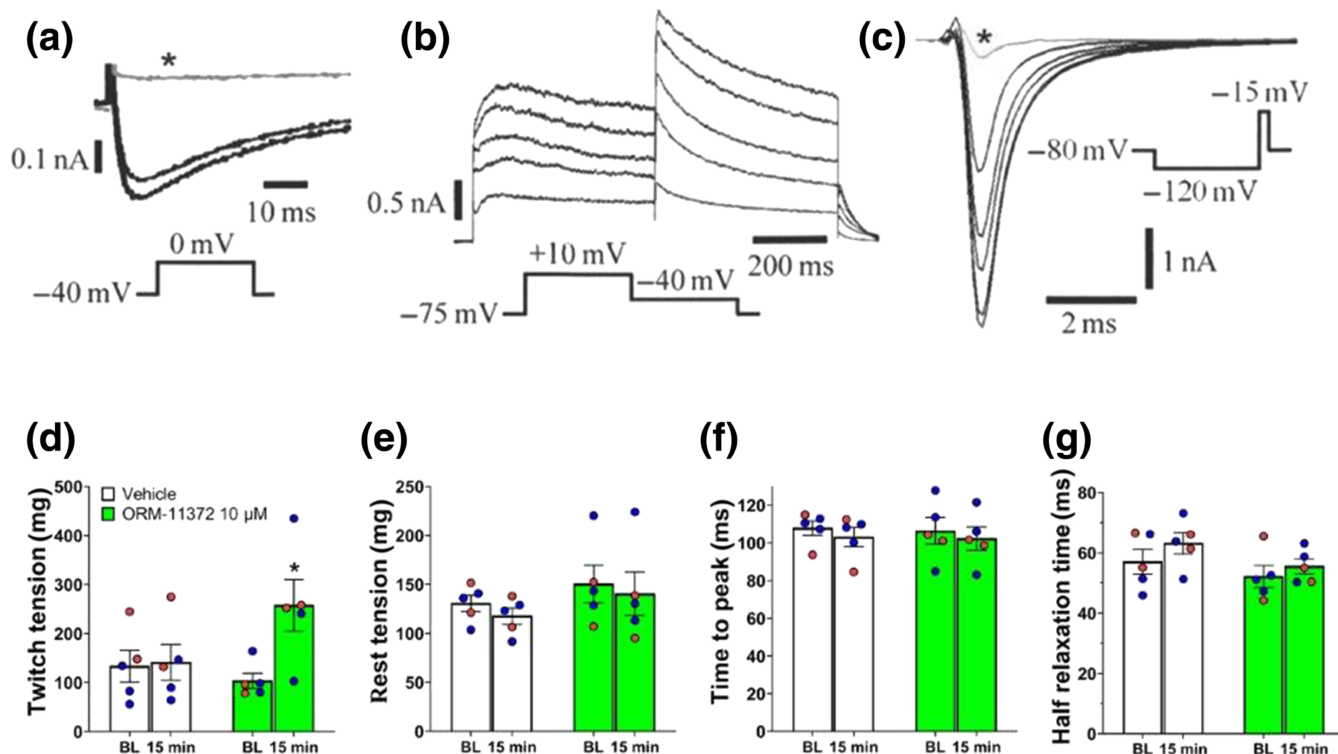 (a)
*
0.1 nA
10 ms
0 mV
−40 mV
(b)
0.5 nA
200 ms
+10 mV
−40 mV
−75 mV
(c)
*
−15 mV
−80 mV
−120 mV
1 nA
2 ms
(d)
Twitch tension (mg)
500
400
300
200
100
0
Vehicle
ORM-11372 10 µM
*
BL 15 min BL 15 min
(e)
Rest tension (mg)
250
200
150
100
50
0
BL 15 min BL 15 min
(f)
Time to peak (ms)
120
100
80
60
40
20
0
BL 15 min BL 15 min
(g)
Half relaxation time (ms)
80
60
40
20
0
BL 15 min BL 15 min